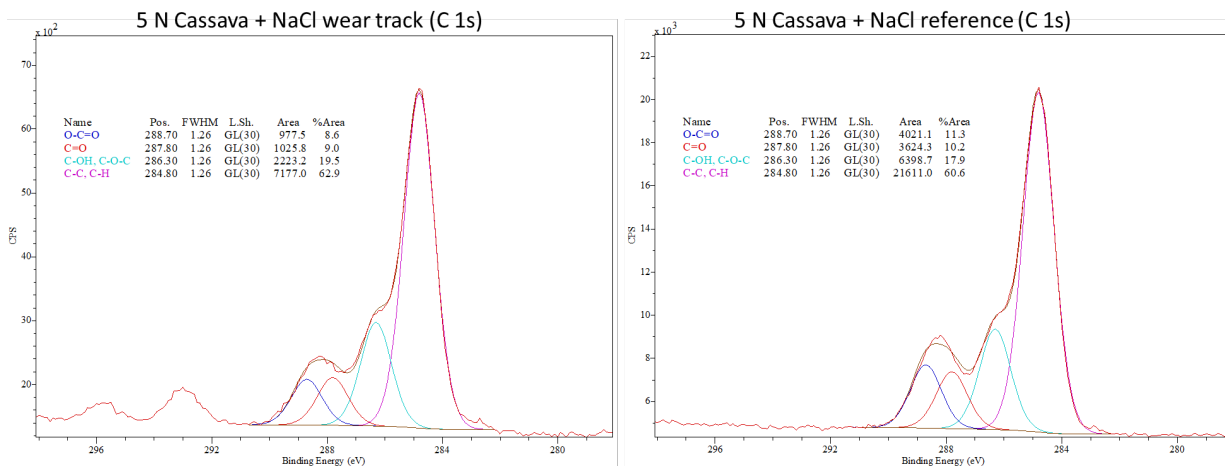 5 N Cassava + NaCl wear track (C 1s)
x 10²
70
60
50
40
30
20
CPS
Name Pos. FWHM L.Sh. Area %Area
O-C=O 288.70 1.26 GL(30) 977.5 8.6
C=O 287.80 1.26 GL(30) 1025.8 9.0
C-OH, C-O-C 286.30 1.26 GL(30) 2223.2 19.5
C-C, C-H 284.80 1.26 GL(30) 7177.0 62.9
296 292 288 284 280
Binding Energy (eV)
5 N Cassava + NaCl reference (C 1s)
x 10³
22
20
18
16
14
12
10
8
6
CPS
Name Pos. FWHM L.Sh. Area %Area
O-C=O 288.70 1.26 GL(30) 4021.1 11.3
C=O 287.80 1.26 GL(30) 3624.3 10.2
C-OH, C-O-C 286.30 1.26 GL(30) 6398.7 17.9
C-C, C-H 284.80 1.26 GL(30) 21611.0 60.6
296 292 288 284 280
Binding Energy (eV)